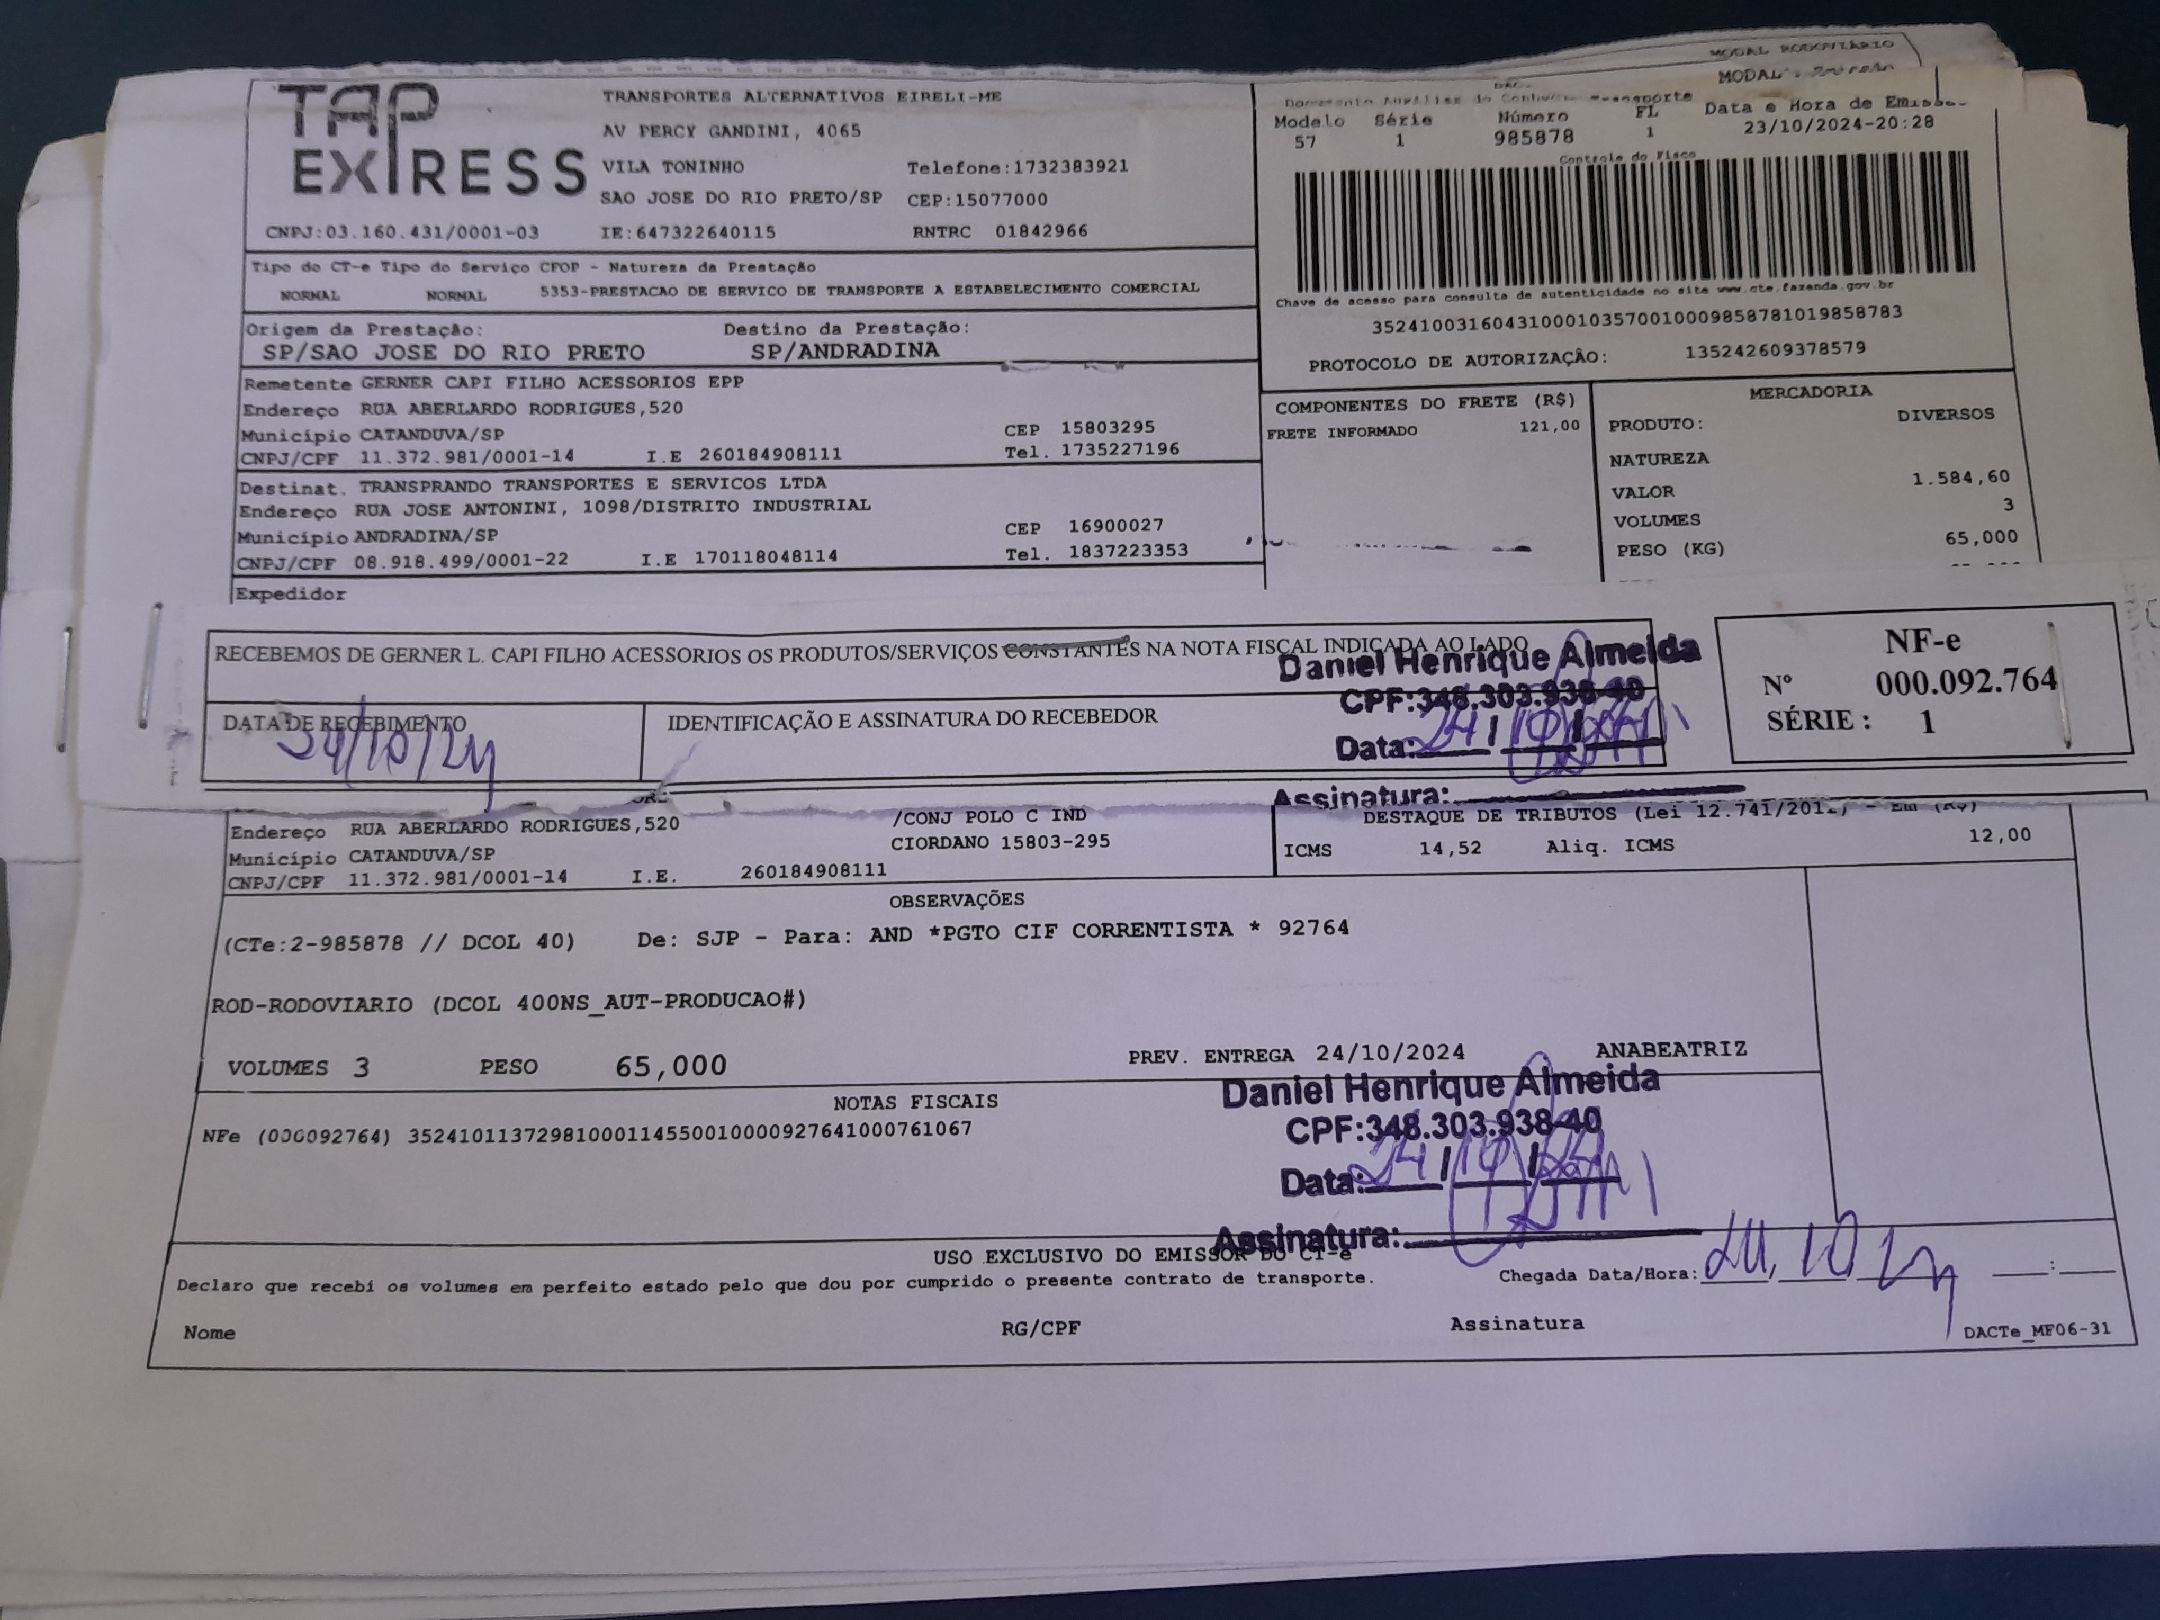 MODAL RODOVIÁRIO
MODAL
TAP EXPRESS
TRANSPORTES ALTERNATIVOS EIRELI-ME
AV PERCY GANDINI, 4065
VILA TONINHO Telefone:1732383921
SAO JOSE DO RIO PRETO/SP CEP:15077000
CNPJ:03.160.431/0001-03 IE:647322640115 RNTRC 01842966
Modelo Série Número FL Data e Hora de
57 1 985878 1 23/10/2024-20:28
Controle do Fisco
Chave de acesso para consulta de autenticidade no site www.cte.fazenda.gov.br
35241003160431000103570010009858781019858783
PROTOCOLO DE AUTORIZAÇÂO: 135242609378579
Tipo do CT-e Tipo do Serviço CFOP - Natureza da Prestação
NORMAL NORMAL 5353-PRESTACAO DE SERVICO DE TRANSPORTE A ESTABELECIMENTO COMERCIAL
Origem da Prestação: Destino da Prestação:
SP/SAO JOSE DO RIO PRETO SP/ANDRADINA
Remetente GERNER CAPI FILHO ACESSORIOS EPP
Endereço RUA ABERLARDO RODRIGUES,520
Município CATANDUVA/SP CEP 15803295
CNPJ/CPF 11.372.981/0001-14 I.E 260184908111 Tel. 1735227196
Destinat. TRANSPRANDO TRANSPORTES E SERVICOS LTDA
Endereço RUA JOSE ANTONINI, 1098/DISTRITO INDUSTRIAL
Município ANDRADINA/SP CEP 16900027
CNPJ/CPF 08.918.499/0001-22 I.E 170118048114 Tel. 1837223353
Expedidor
COMPONENTES DO FRETE (R$)
FRETE INFORMADO 121,00
MERCADORIA
PRODUTO: DIVERSOS
NATUREZA
VALOR 1.584,60
VOLUMES 3
PESO (KG) 65,000
RECEBEMOS DE GERNER L. CAPI FILHO ACESSORIOS OS PRODUTOS/SERVIÇOS CONSTANTES NA NOTA FISCAL INDICADA AO LADO
DATA DE RECEBIMENTO IDENTIFICAÇÃO E ASSINATURA DO RECEBEDOR
24/10/24
Daniel Henrique Almeida
CPF:348.303.938-40
Data: 24 / 10 /
Assinatura:
NF-e
Nº 000.092.764
SÉRIE : 1
Endereço RUA ABERLARDO RODRIGUES,520 /CONJ POLO C IND
Município CATANDUVA/SP CIORDANO 15803-295
CNPJ/CPF 11.372.981/0001-14 I.E. 260184908111
DESTAQUE DE TRIBUTOS (Lei 12.741/2012) - Em (R$)
ICMS 14,52 Aliq. ICMS 12,00
OBSERVAÇÕES
(CTe:2-985878 // DCOL 40) De: SJP - Para: AND *PGTO CIF CORRENTISTA * 92764
ROD-RODOVIARIO (DCOL 400NS_AUT-PRODUCAO#)
VOLUMES 3 PESO 65,000 PREV. ENTREGA 24/10/2024 ANABEATRIZ
NOTAS FISCAIS
NFe (000092764) 35241011372981000114550010000927641000761067
Daniel Henrique Almeida
CPF:348.303.938-40
Data: 24 / 10 / 24
Assinatura:
USO EXCLUSIVO DO EMISSOR DO CT-e
Declaro que recebi os volumes em perfeito estado pelo que dou por cumprido o presente contrato de transporte. Chegada Data/Hora: 24, 10 24 :
Nome RG/CPF Assinatura
DACTe_MF06-31